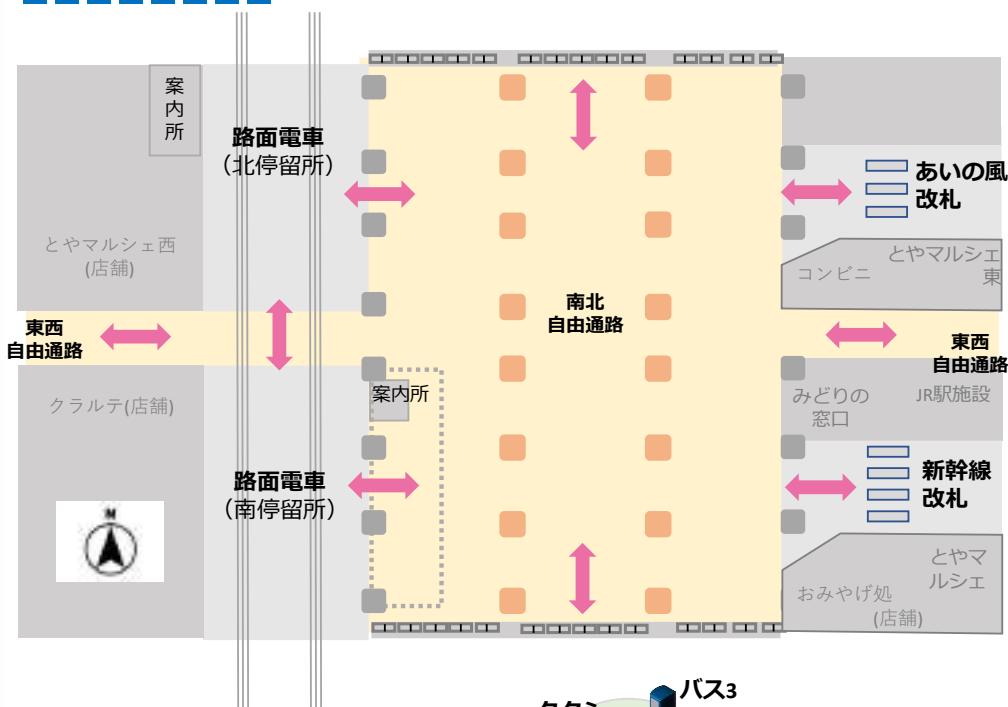 案
内
所
路面電車
(北停留所)
あいの風
改札
とやマルシェ西
(店舗)
とやマルシェ
東
コンビニ
南北
自由通路
東西
自由通路
東西
自由通路
案内所
クラルテ(店舗)
みどりの
窓口
JR駅施設
路面電車
(南停留所)
新幹線
改札
N
とやマ
ルシェ
おみやげ処
(店舗)
バス3